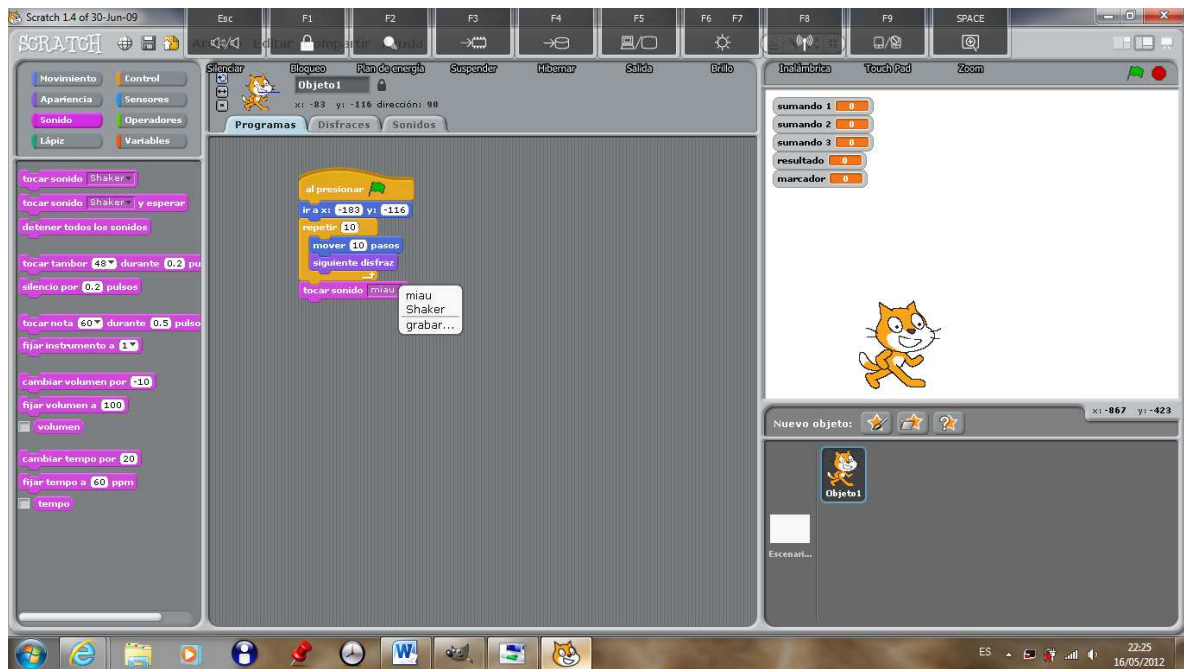 Scratch 1.4 of 30-Jun-09
Esc F1 F2 F3 F4 F5 F6 F7 F8 F9 SPACE
SCRATCH
Editar Compartir Ayuda
Silenciar Bloqueo Plan de energía Suspender Hibernar Salida Brillo Inalámbrica Touch Pad Zoom
Movimiento Control
Apariencia Sensores
Sonido Operadores
Lápiz Variables
Objeto1
x: -83 y: -116 dirección: 90
Programas Disfraces Sonidos
tocar sonido Shaker
tocar sonido Shaker y esperar
detener todos los sonidos
tocar tambor 48 durante 0.2 pu
silencio por 0.2 pulsos
tocar nota 60 durante 0.5 pulso
fijar instrumento a 1
cambiar volumen por -10
fijar volumen a 100
volumen
cambiar tempo por 20
fijar tempo a 60 ppm
tempo
al presionar
ir a x: -183 y: -116
repetir 10
mover 10 pasos
siguiente disfraz
tocar sonido miau
miau
Shaker
grabar...
sumando 1 0
sumando 2 0
sumando 3 0
resultado 0
marcador 0
x: -867 y: -423
Nuevo objeto:
Objeto1
Escenari...
ES
22:25
16/05/2012